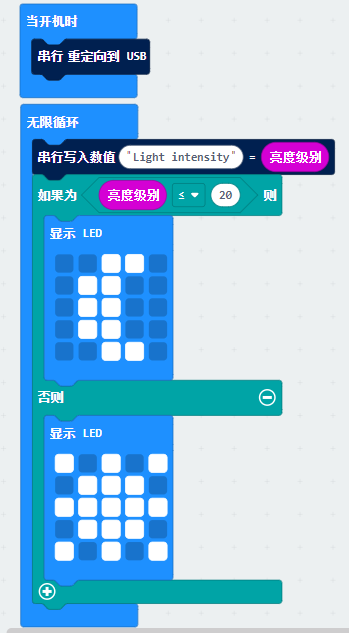 当开机时
串行 重定向到 USB
无限循环
串行写入数值 "Light intensity" = 亮度级别
如果为 亮度级别 ≤ 20 则
显示 LED
否则
显示 LED